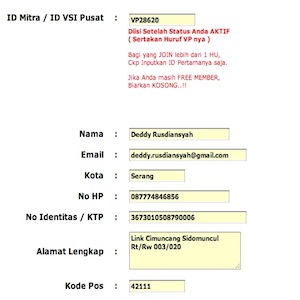 ID Mitra / ID VSI Pusat : VP28620
Diisi Setelah Status Anda AKTIF
( Sertakan Huruf VP nya )
Bagi yang JOIN lebih dari 1 HU,
Ckp Inputkan ID Pertamanya saja.
Jika Anda masih FREE MEMBER,
Biarkan KOSONG..!!
Nama : Deddy Rusdiansyah
Email : deddy.rusdiansyah@gmail.com
Kota : Serang
No HP : 087774846856
No Identitas / KTP : 3673010508790006
Alamat Lengkap : Link Cimuncang Sidomuncul
Rt/Rw 003/020
Kode Pos : 42111